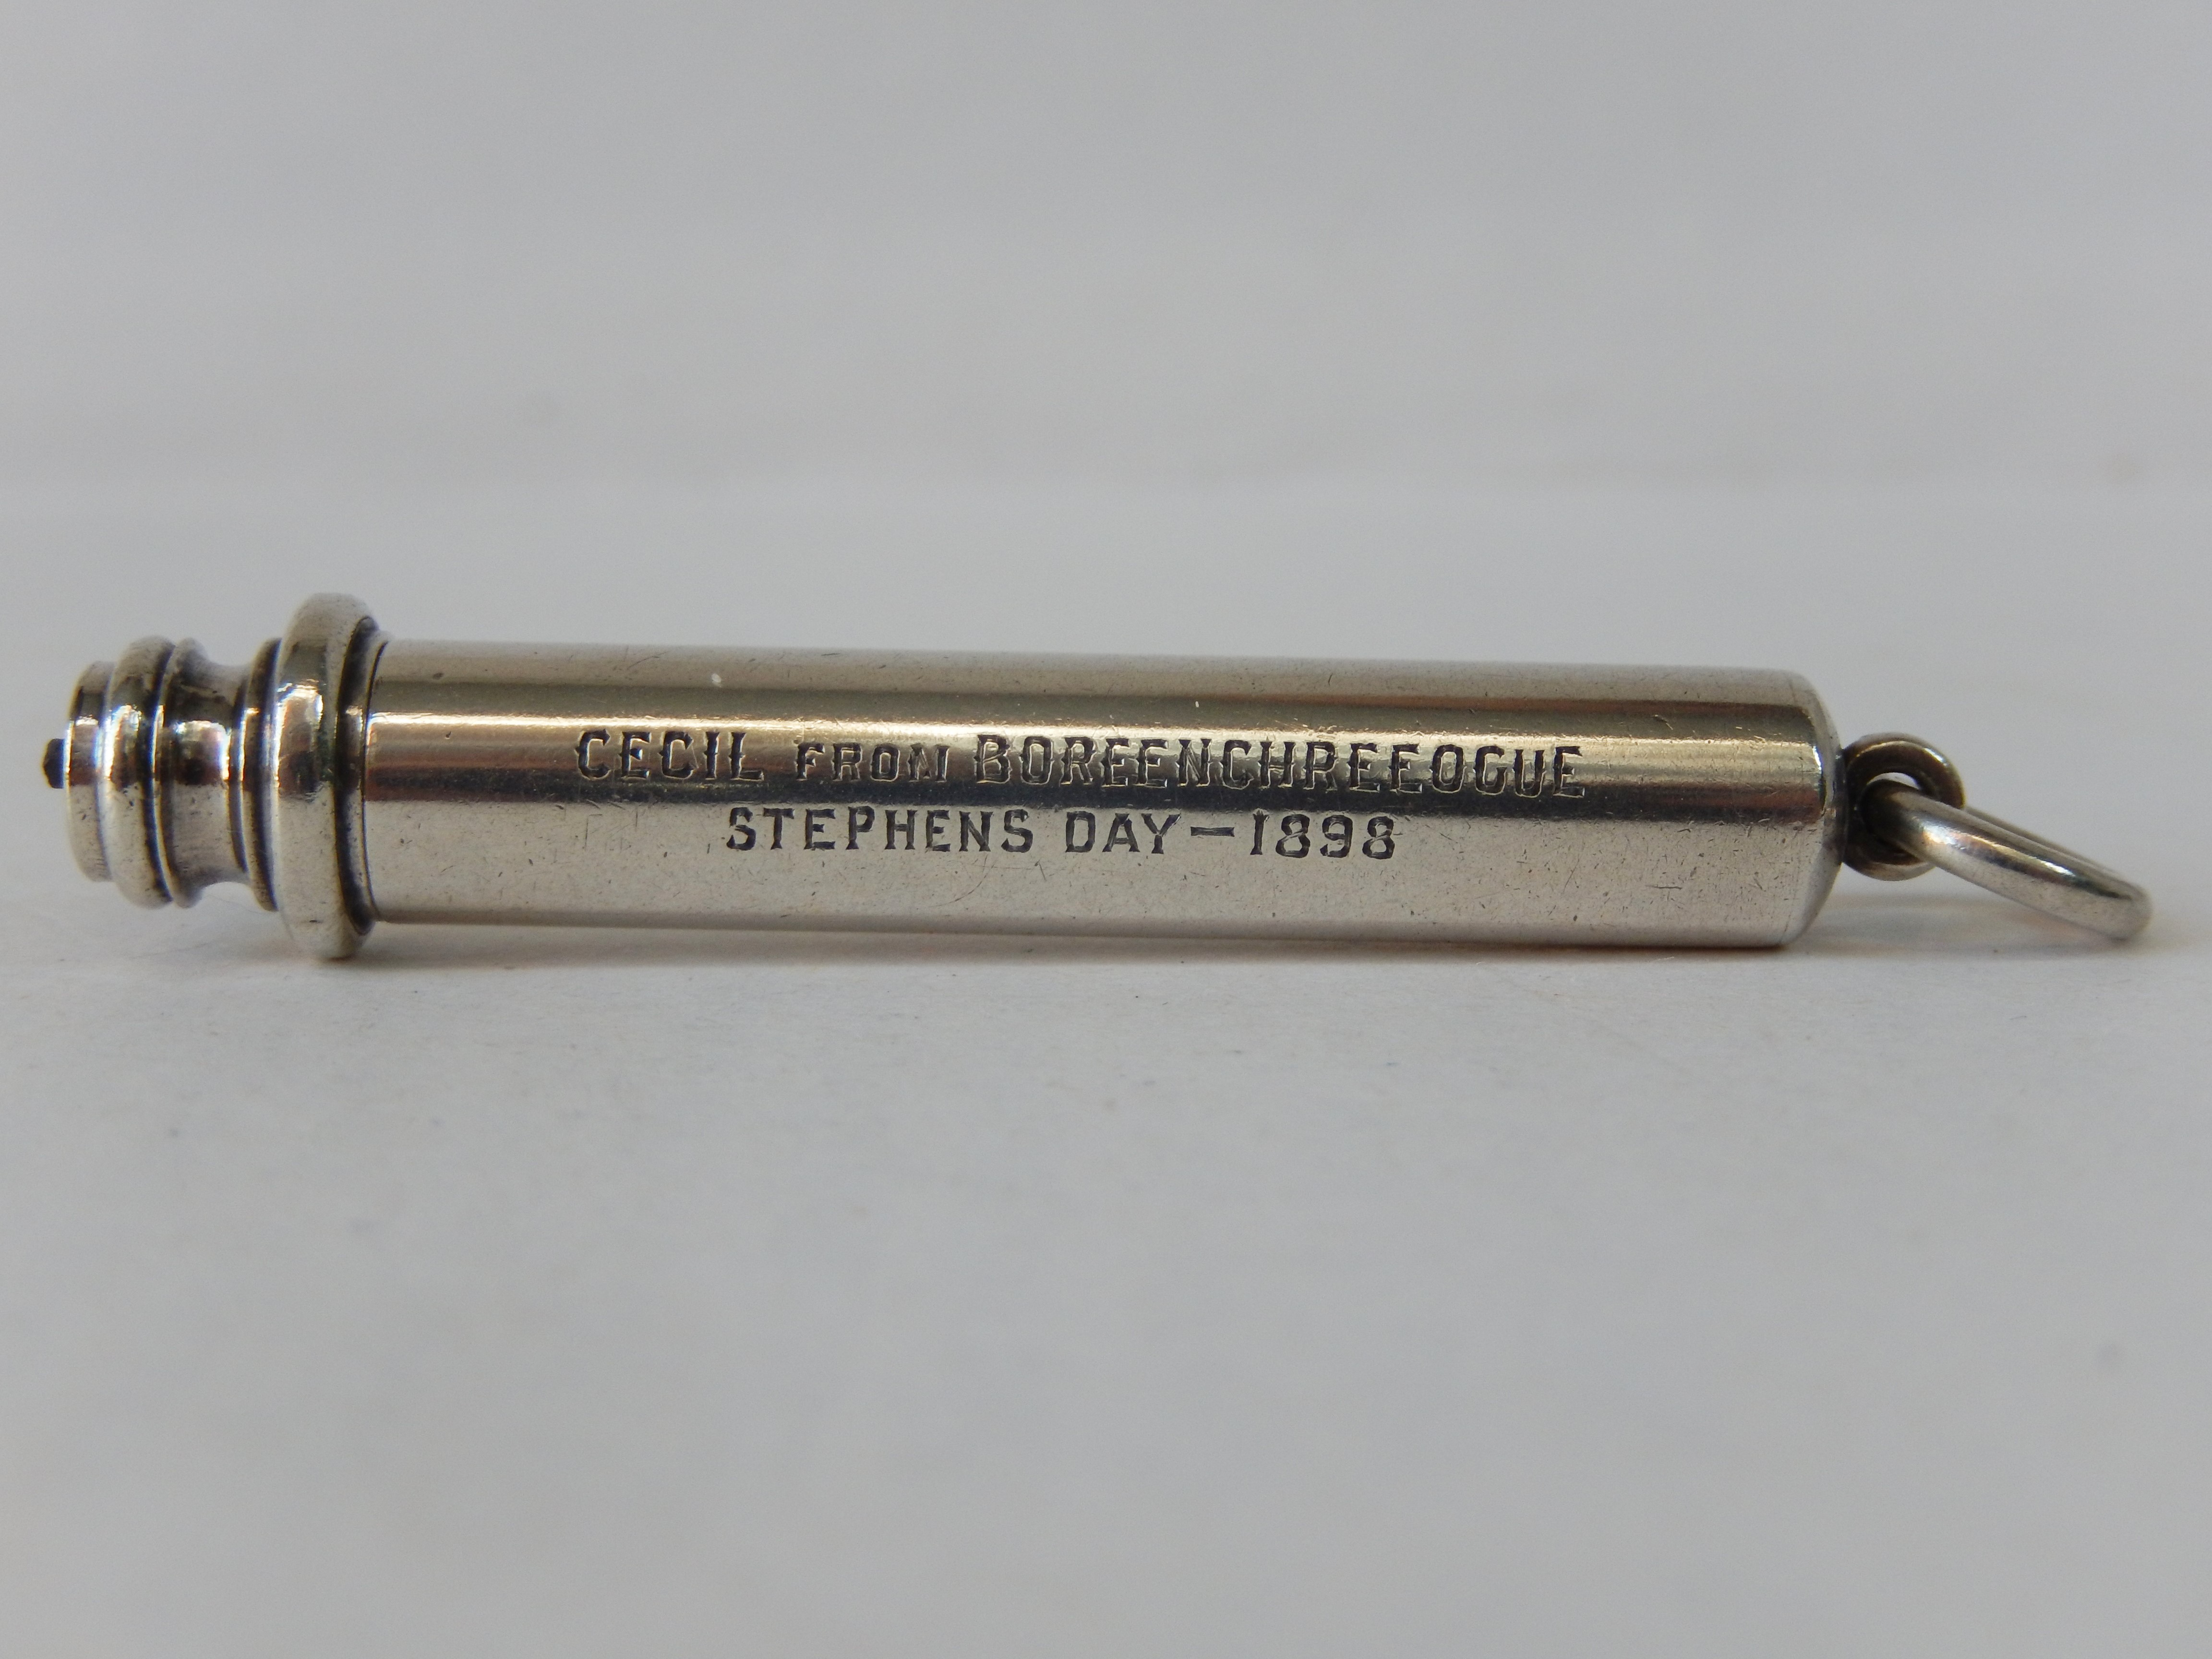 CECIL FROM BOREENCHREEOGUE
STEPHENS DAY — 1898